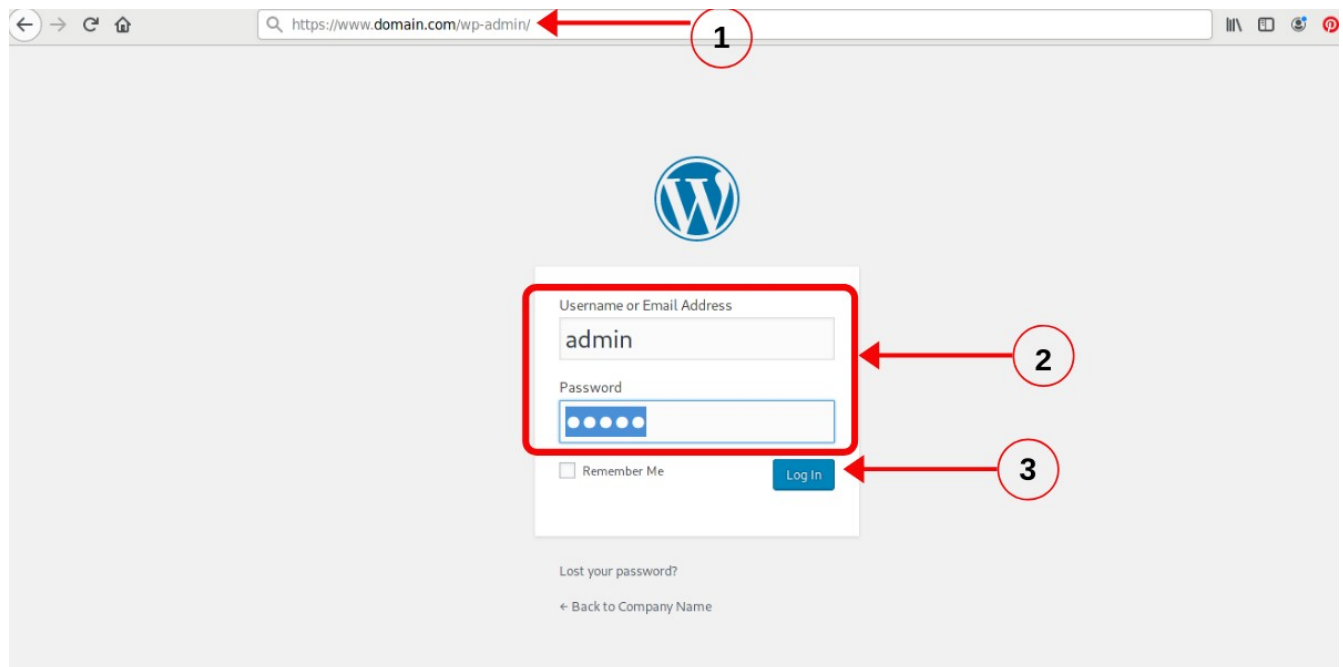 https://www.domain.com/wp-admin/
1
Username or Email Address
admin
2
Password
●●●●●
Remember Me
Log In
3
Lost your password?
← Back to Company Name